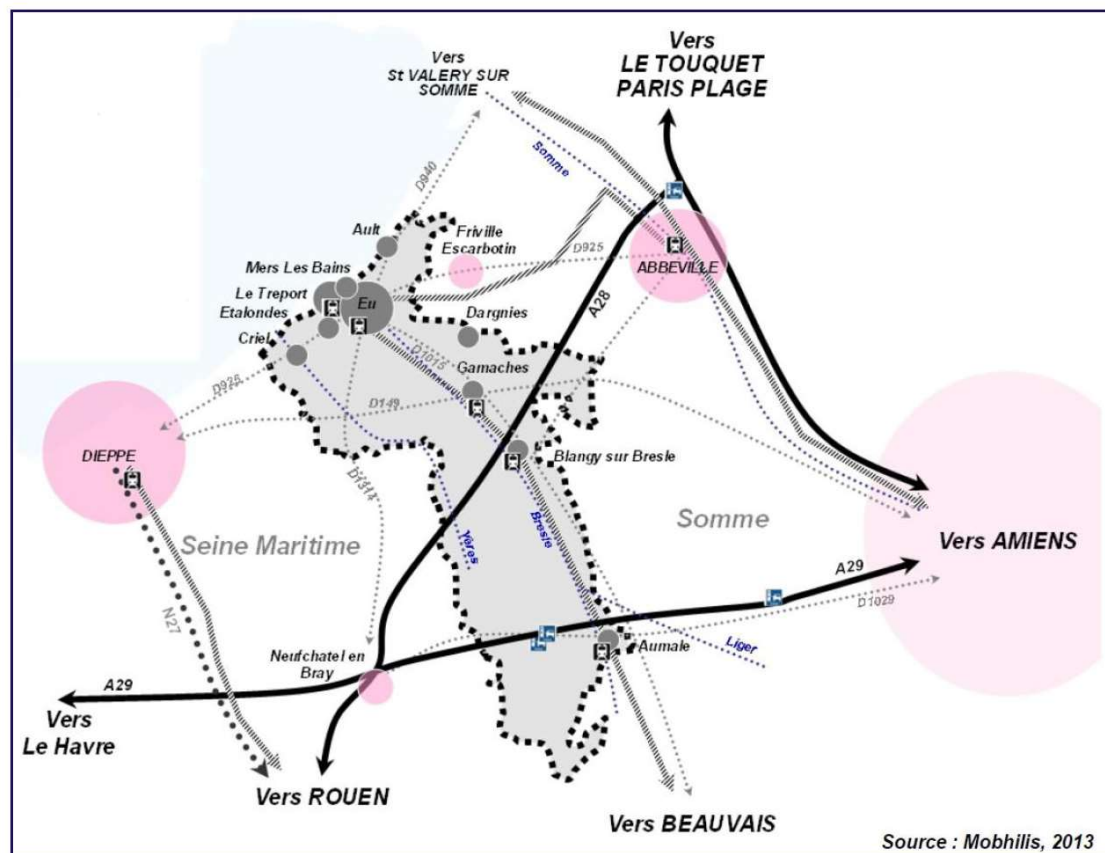 Vers
St VALERY SUR
SOMME
Vers
LE TOUQUET
PARIS PLAGE
Somme
D940
Ault
Friville
Escarbotin
D925
ABBEVILLE
Mers Les Bains
Le Treport
Eu
Etalondes
A28
Dargnies
Criel
D1015
Gamaches
D925
D149
DIEPPE
Blangy sur Bresle
D1314
Seine Maritime
Yères
Bresle
Somme
Vers AMIENS
A29
D1029
N27
Neufchatel en
Bray
Aumale
Liger
A29
Vers
Le Havre
Vers ROUEN
Vers BEAUVAIS
Source : Mobhilis, 2013